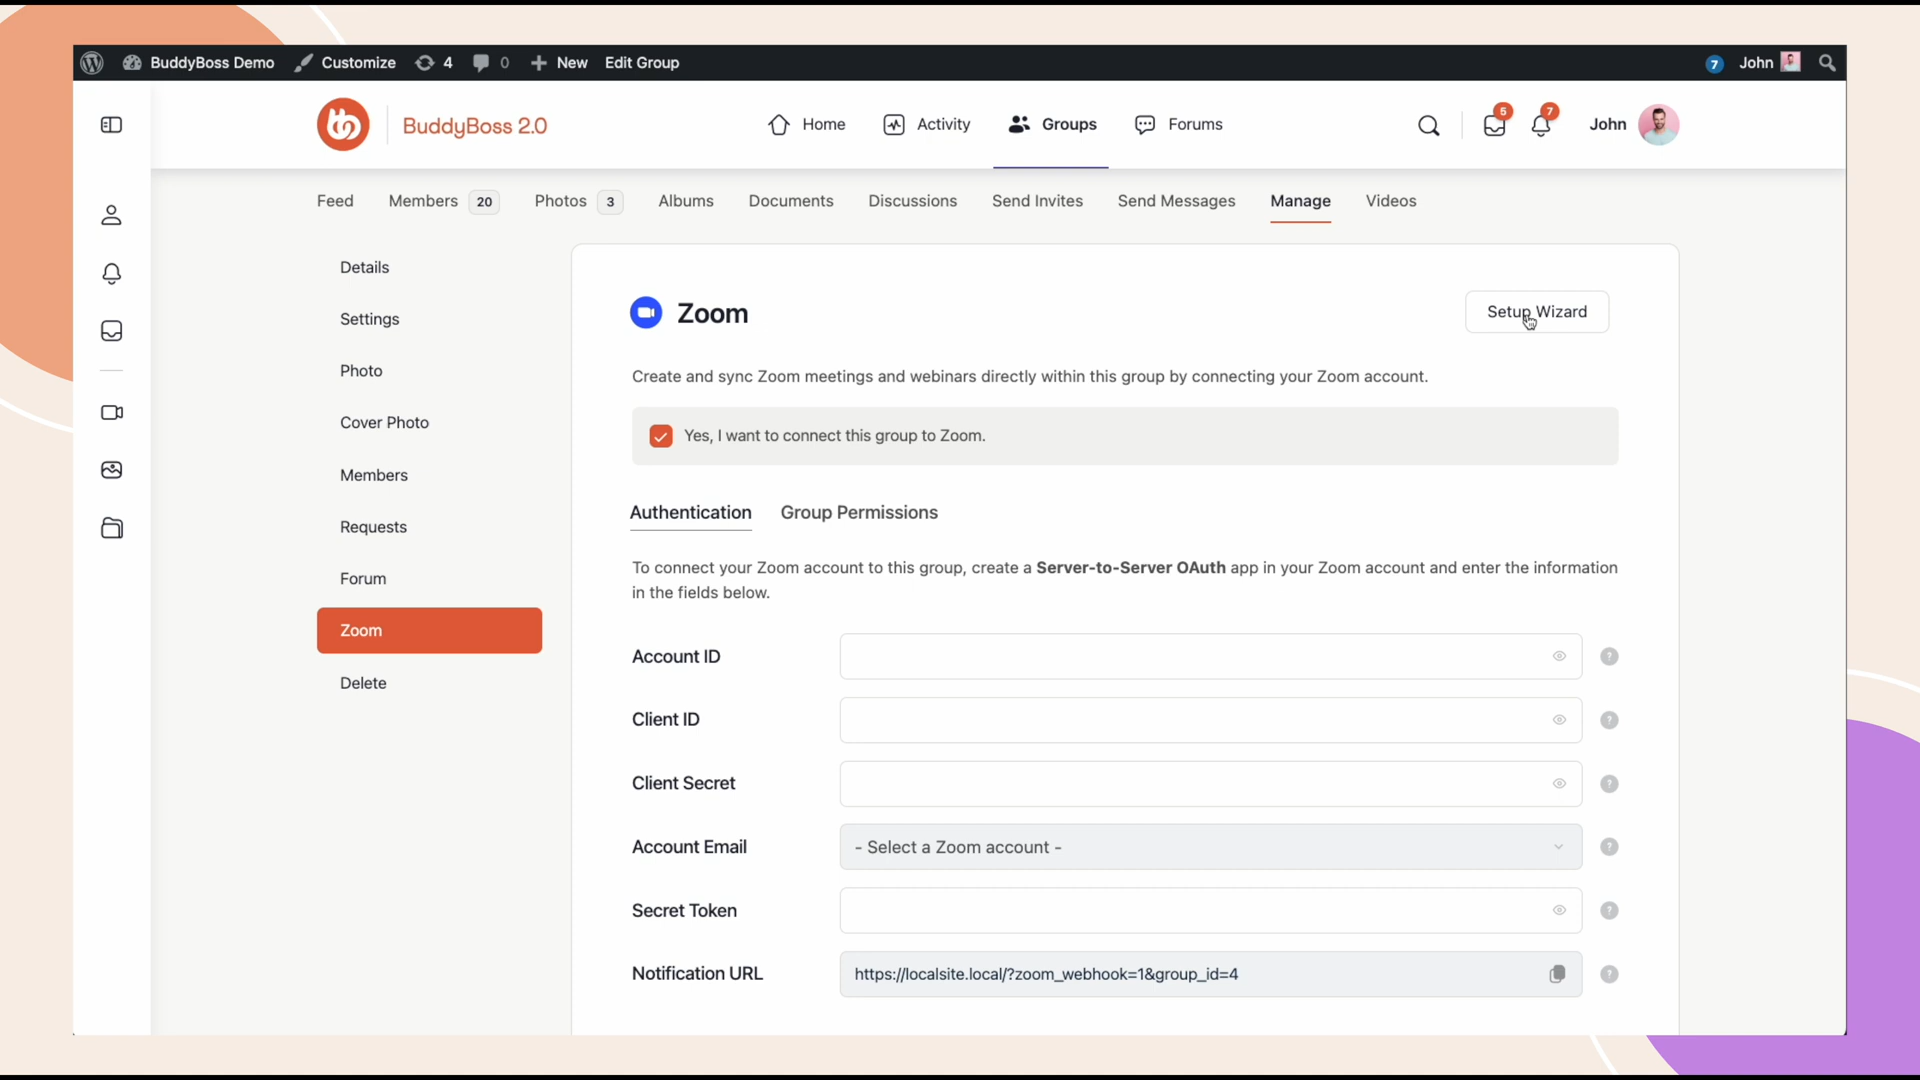 BuddyBoss Demo Customize 4 0 New Edit Group 7 John
BuddyBoss 2.0 Home Activity Groups Forums 5 7 John
Feed Members 20 Photos 3 Albums Documents Discussions Send Invites Send Messages Manage Videos
Details
Settings
Photo
Cover Photo
Members
Requests
Forum
Zoom
Delete
Zoom
Setup Wizard
Create and sync Zoom meetings and webinars directly within this group by connecting your Zoom account.
Yes, I want to connect this group to Zoom.
Authentication Group Permissions
To connect your Zoom account to this group, create a Server-to-Server OAuth app in your Zoom account and enter the information
in the fields below.
Account ID ?
Client ID ?
Client Secret ?
Account Email - Select a Zoom account - ?
Secret Token ?
Notification URL https://localsite.local/?zoom_webhook=1&group_id=4 ?